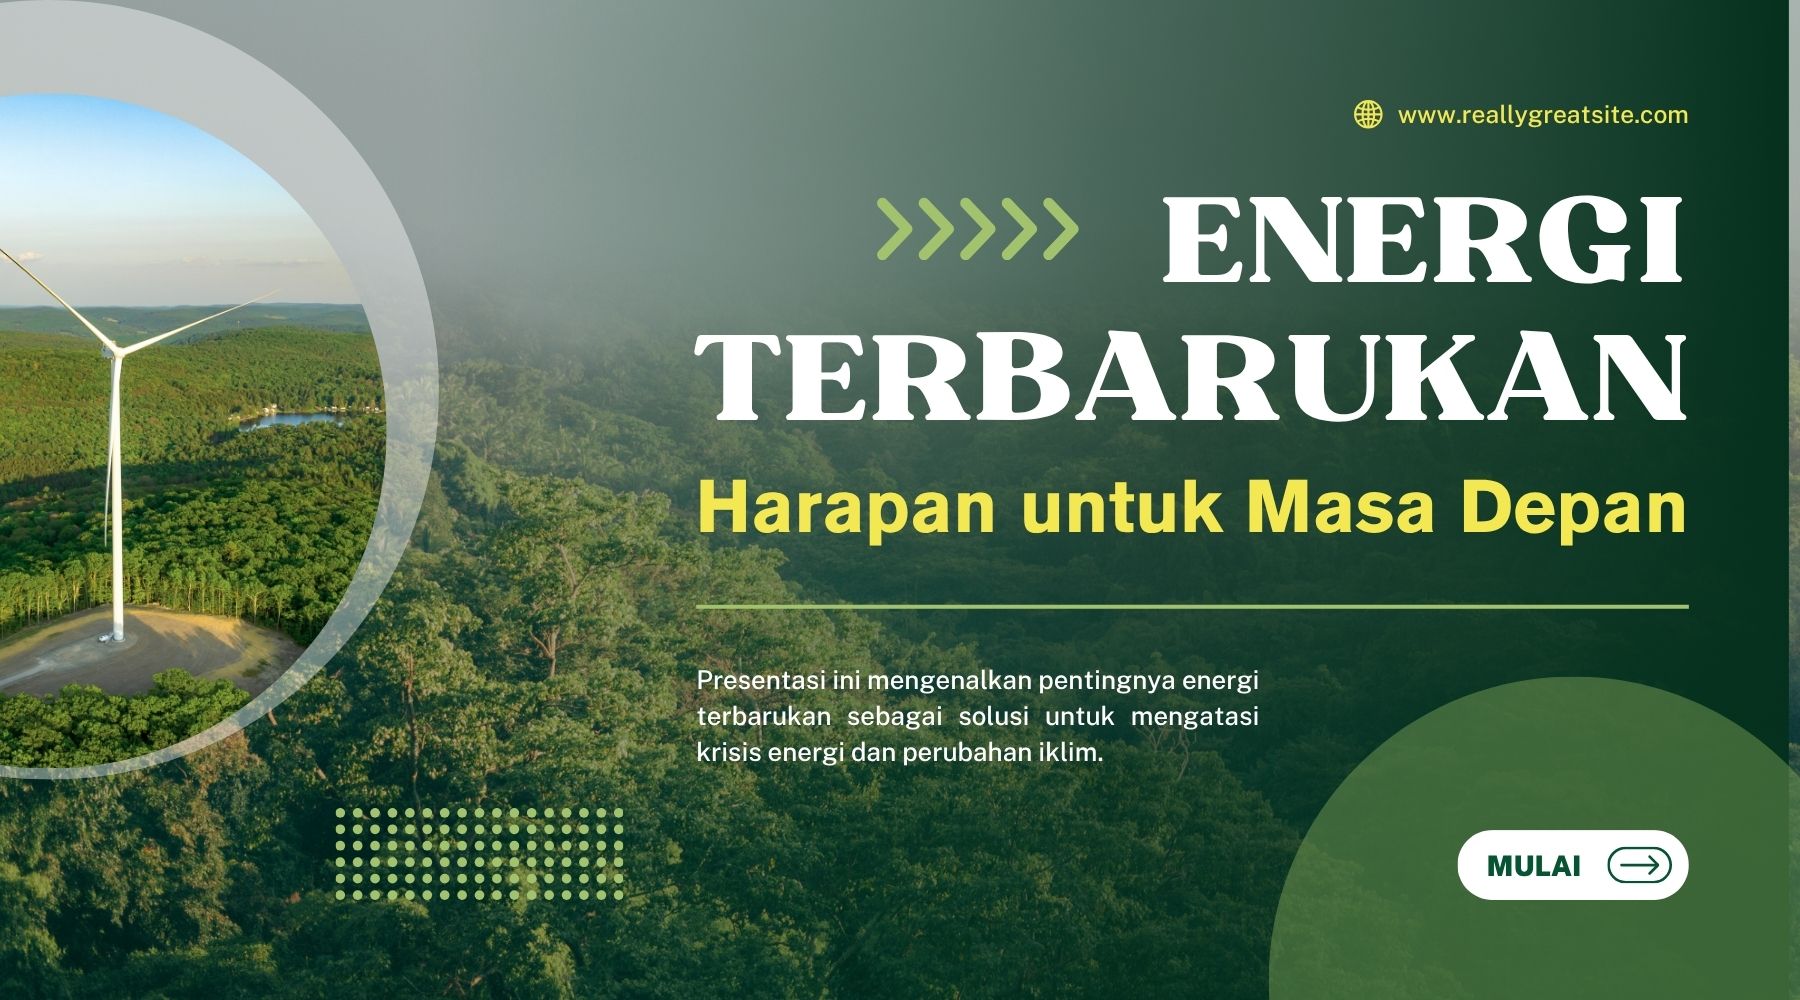 www.reallygreatsite.com
ENERGI
TERBARUKAN
Harapan untuk Masa Depan
Presentasi ini mengenalkan pentingnya energi
terbarukan sebagai solusi untuk mengatasi
krisis energi dan perubahan iklim.
MULAI